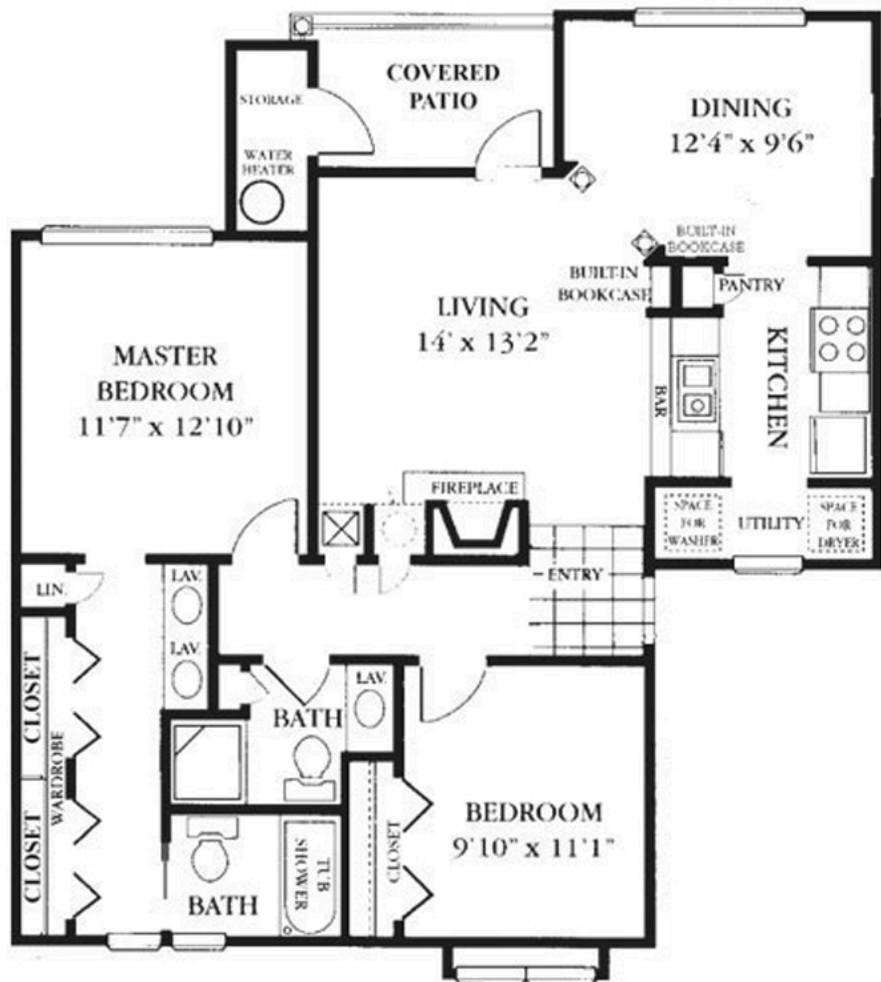 COVERED
PATIO
DINING
12'4" x 9'6"
STORAGE
WATER
HEATER
BUILT-IN
BOOKCASE
BUILT-IN
BOOKCASE
PANTRY
LIVING
14' x 13'2"
MASTER
BEDROOM
11'7" x 12'10"
KITCHEN
BAR
FIREPLACE
SPACE
FOR
WASHER
UTILITY
SPACE
FOR
DRYER
ENTRY
LIN.
LAV.
LAV.
LAV.
CLOSET
CLOSET
WARDROBE
BATH
BEDROOM
9'10" x 11'1"
CLOSET
TUB
SHOWER
BATH